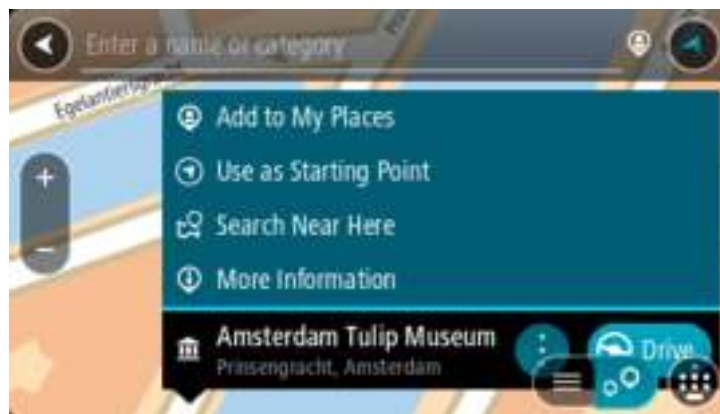 Enter a name or category
Egelantiersgracht
Add to My Places
Use as Starting Point
Search Near Here
More Information
Amsterdam Tulip Museum
Prinsengracht, Amsterdam
Drive